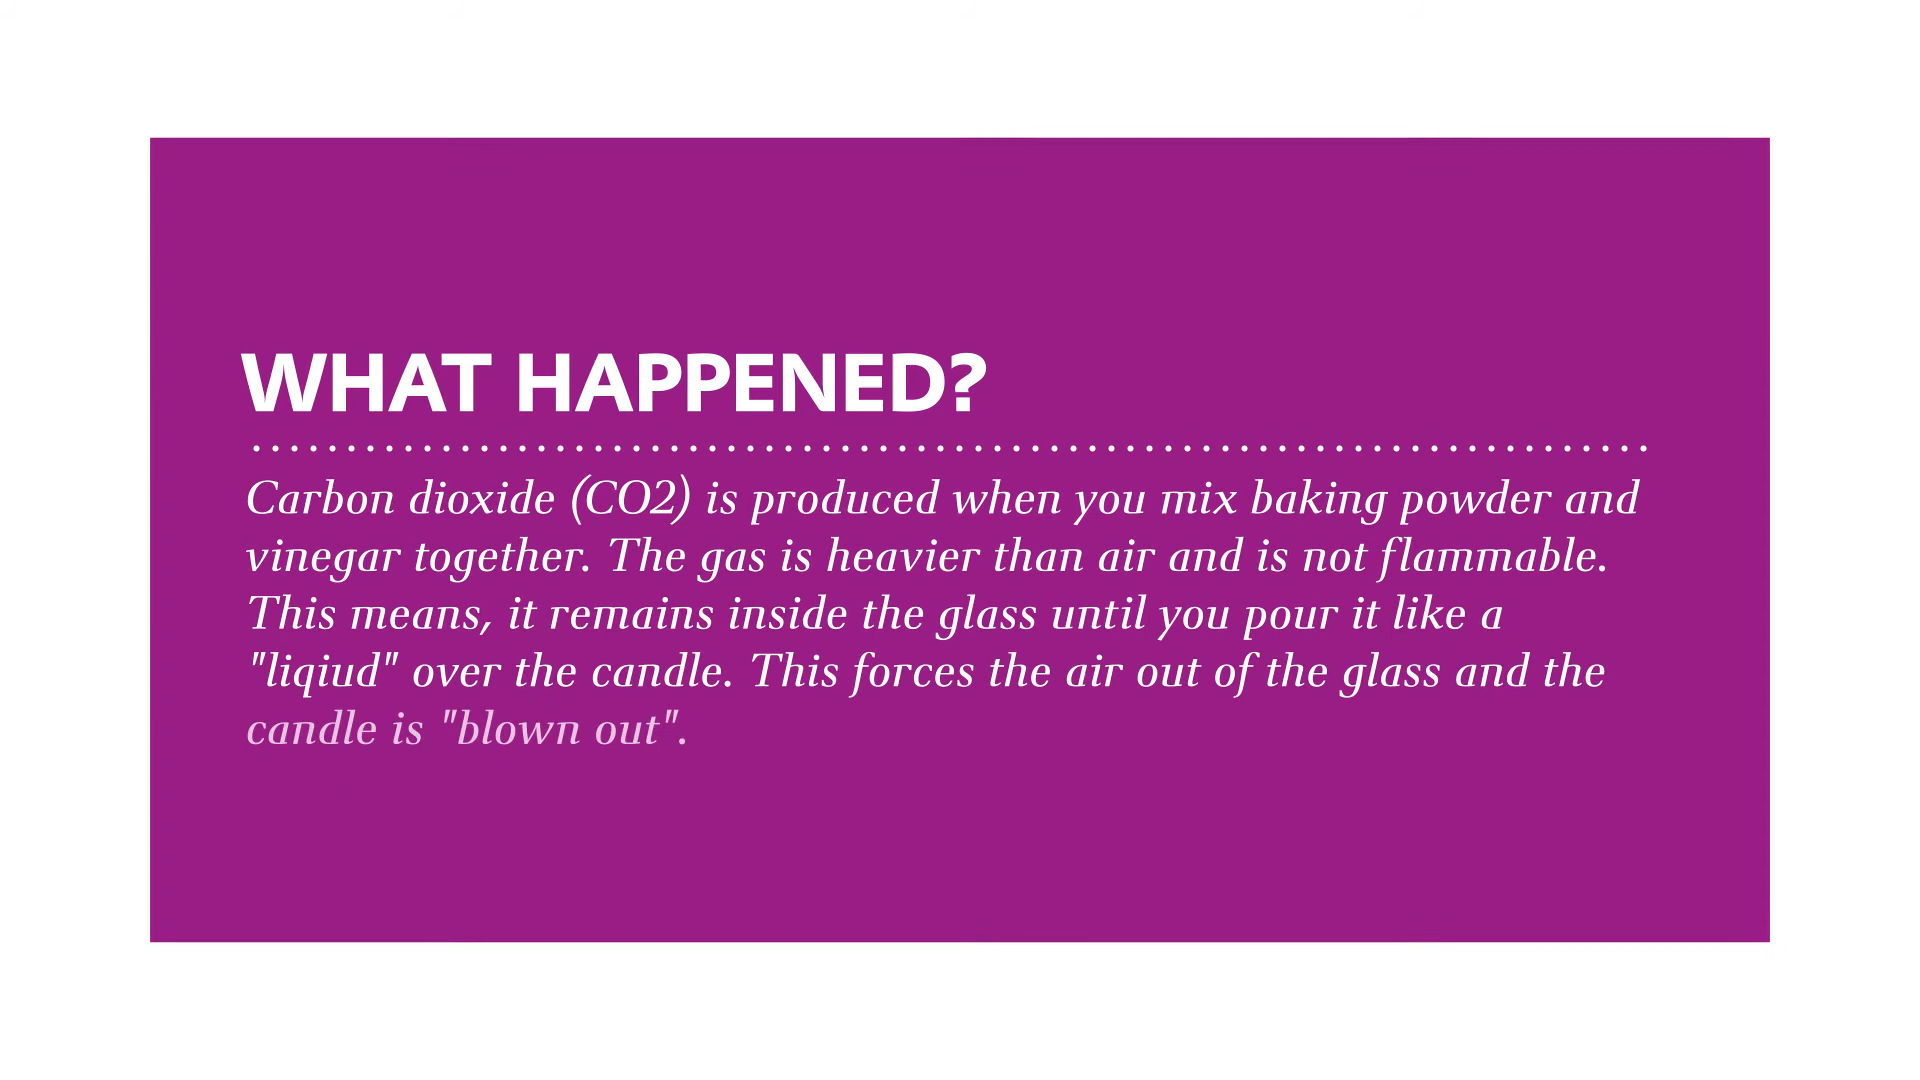 WHAT HAPPENED?
Carbon dioxide (CO2) is produced when you mix baking powder and
vinegar together. The gas is heavier than air and is not flammable.
This means, it remains inside the glass until you pour it like a
"liqiud" over the candle. This forces the air out of the glass and the
candle is "blown out".